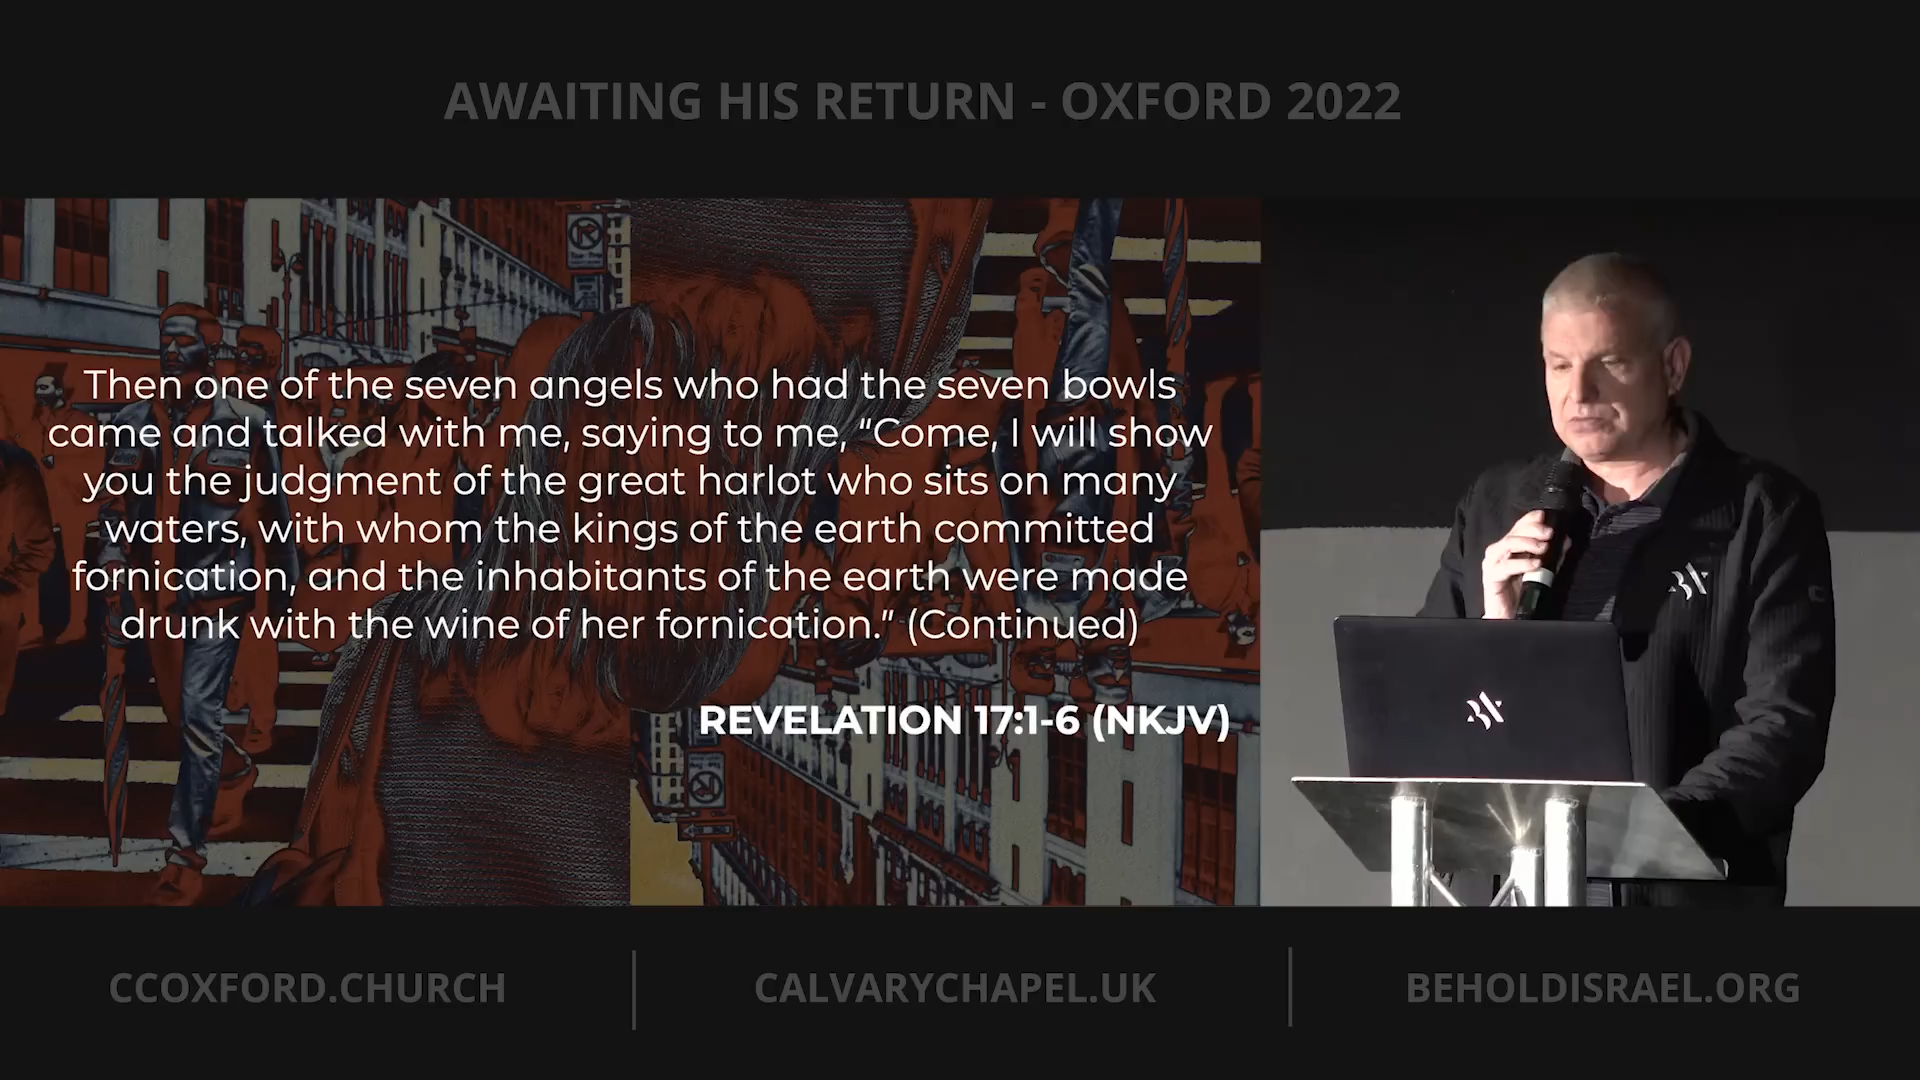 AWAITING HIS RETURN - OXFORD 2022
Then one of the seven angels who had the seven bowls
came and talked with me, saying to me, “Come, I will show
you the judgment of the great harlot who sits on many
waters, with whom the kings of the earth committed
fornication, and the inhabitants of the earth were made
drunk with the wine of her fornication.” (Continued)
REVELATION 17:1-6 (NKJV)
CCOXFORD.CHURCH
CALVARYCHAPEL.UK
BEHOLDISRAEL.ORG